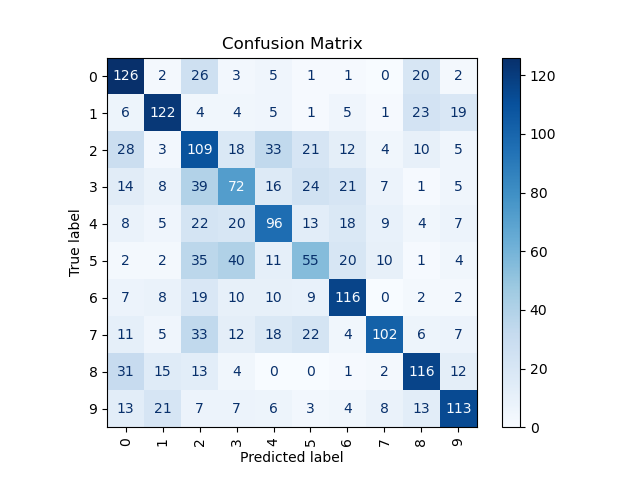 Confusion Matrix
0 126 2 26 3 5 1 1 0 20 2
1 6 122 4 4 5 1 5 1 23 19
2 28 3 109 18 33 21 12 4 10 5
3 14 8 39 72 16 24 21 7 1 5
4 8 5 22 20 96 13 18 9 4 7
5 2 2 35 40 11 55 20 10 1 4
6 7 8 19 10 10 9 116 0 2 2
7 11 5 33 12 18 22 4 102 6 7
8 31 15 13 4 0 0 1 2 116 12
9 13 21 7 7 6 3 4 8 13 113
0 1 2 3 4 5 6 7 8 9
Predicted label
True label
120
100
80
60
40
20
0